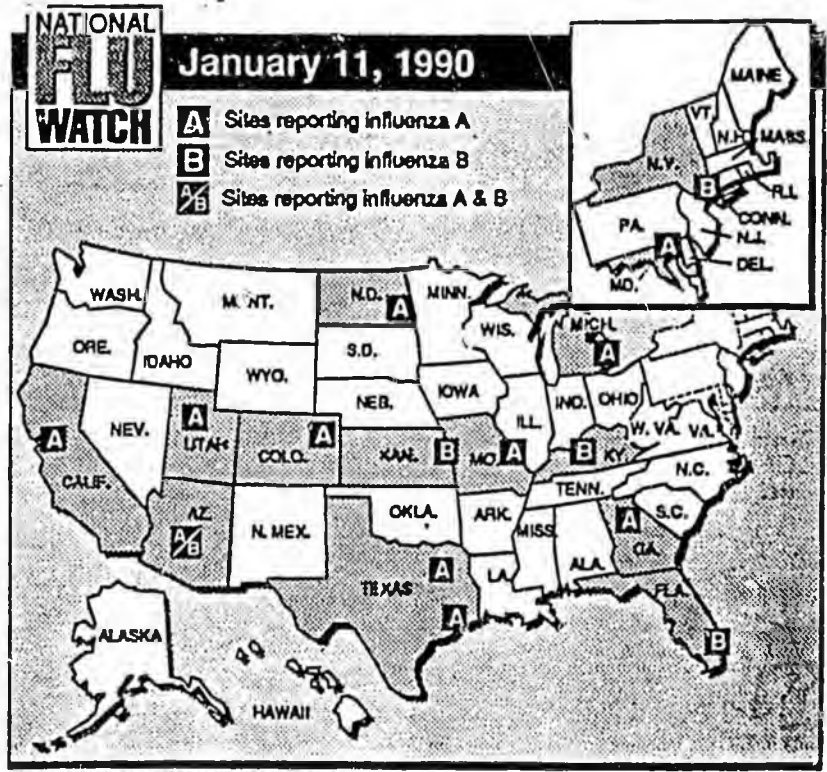 NATIONAL
FLU
WATCH
January 11, 1990
A Sites reporting influenza A
B Sites reporting influenza B
A/B Sites reporting influenza A & B
MAINE
VT.
N.H.
MASS.
N.Y.
B
R.I.
CONN.
PA.
N.J.
A
DEL.
MD.
WASH.
MONT.
N.D.
A
MINN.
ORE.
IDAHO
S.D.
WIS.
MICH.
A
WYO.
IOWA
NEB.
NEV.
ILL.
IND.
OHIO
A
UTAH
A
COLO.
KAN.
B
MO.
A
B
KY.
W. VA.
VA.
A
CALIF.
TENN.
N.C.
AZ.
A/B
N. MEX.
OKLA.
ARK.
MISS.
ALA.
A
GA.
S.C.
TEXAS
A
A
LA.
FLA.
B
ALASKA
HAWAII